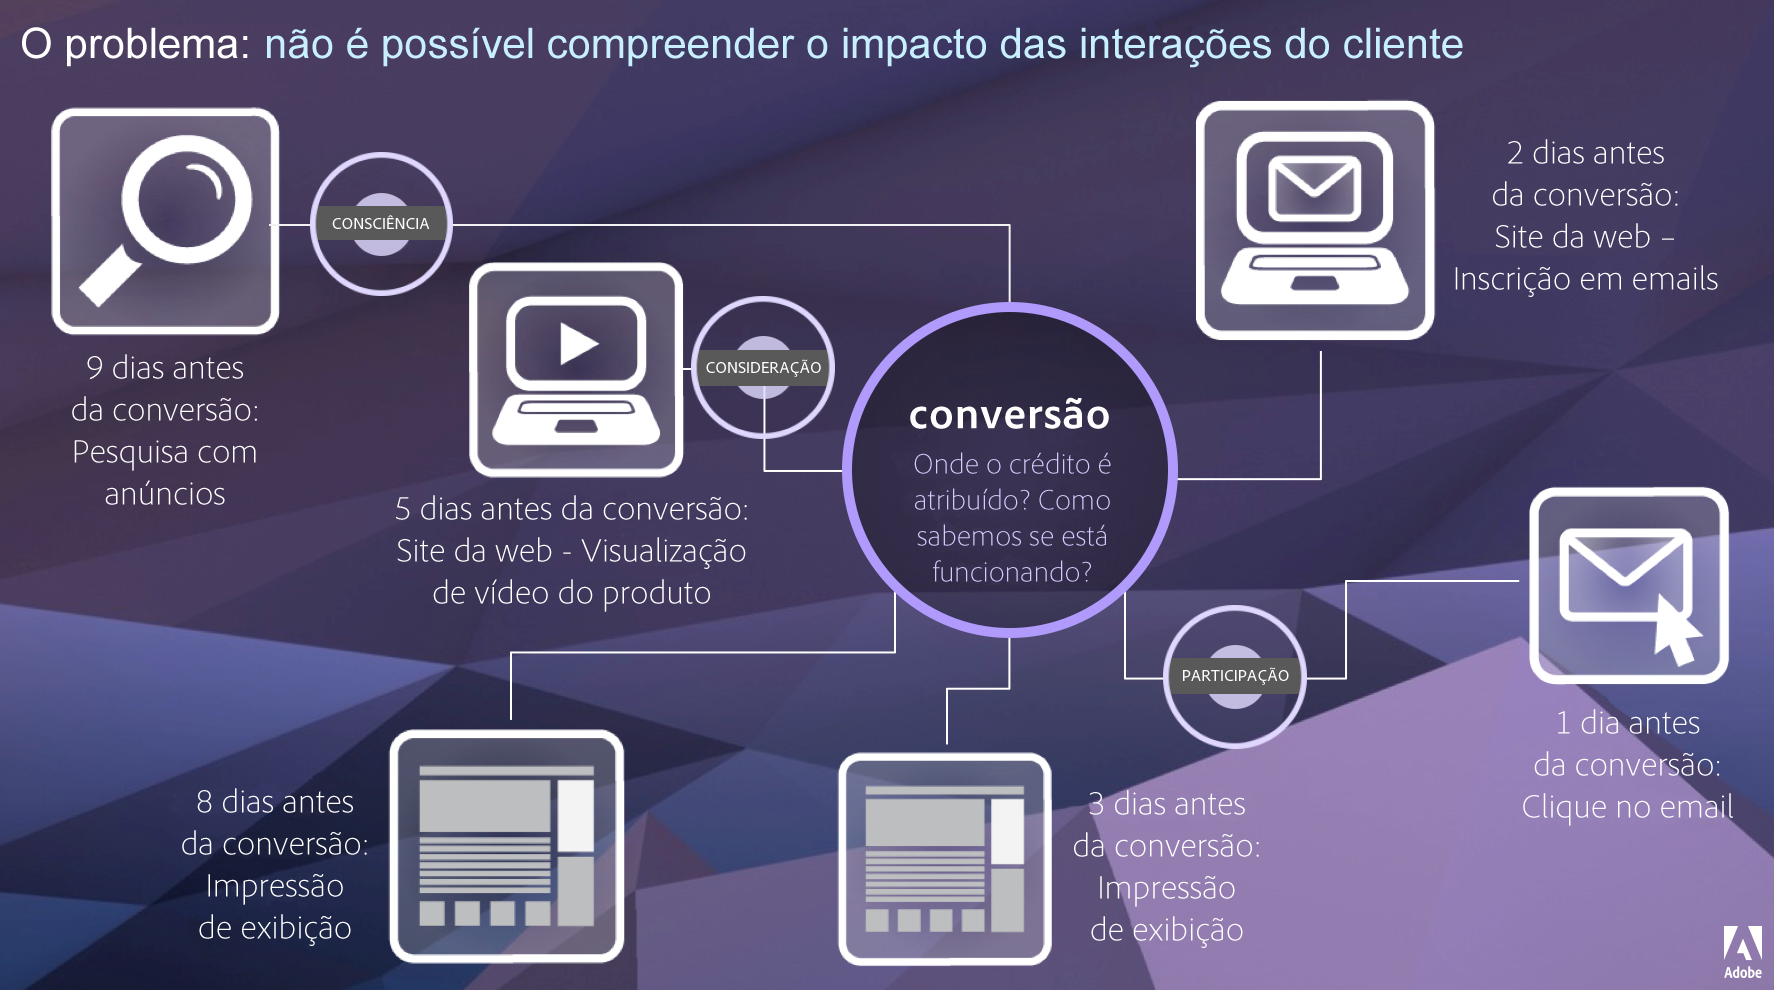 O problema: não é possível compreender o impacto das interações do cliente
CONSCIÊNCIA
9 dias antes
da conversão:
Pesquisa com
anúncios
CONSIDERAÇÃO
5 dias antes da conversão:
Site da web - Visualização
de vídeo do produto
conversão
Onde o crédito é
atribuído? Como
sabemos se está
funcionando?
2 dias antes
da conversão:
Site da web –
Inscrição em emails
PARTICIPAÇÃO
1 dia antes
da conversão:
Clique no email
8 dias antes
da conversão:
Impressão
de exibição
3 dias antes
da conversão:
Impressão
de exibição
Adobe